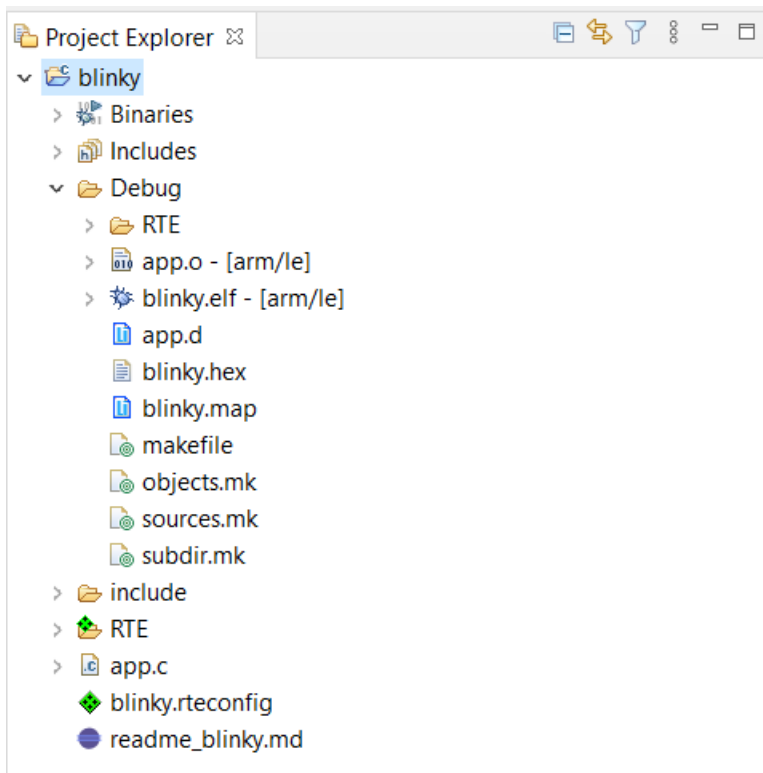 Project Explorer
blinky
Binaries
Includes
Debug
RTE
app.o - [arm/le]
blinky.elf - [arm/le]
app.d
blinky.hex
blinky.map
makefile
objects.mk
sources.mk
subdir.mk
include
RTE
app.c
blinky.rteconfig
readme_blinky.md